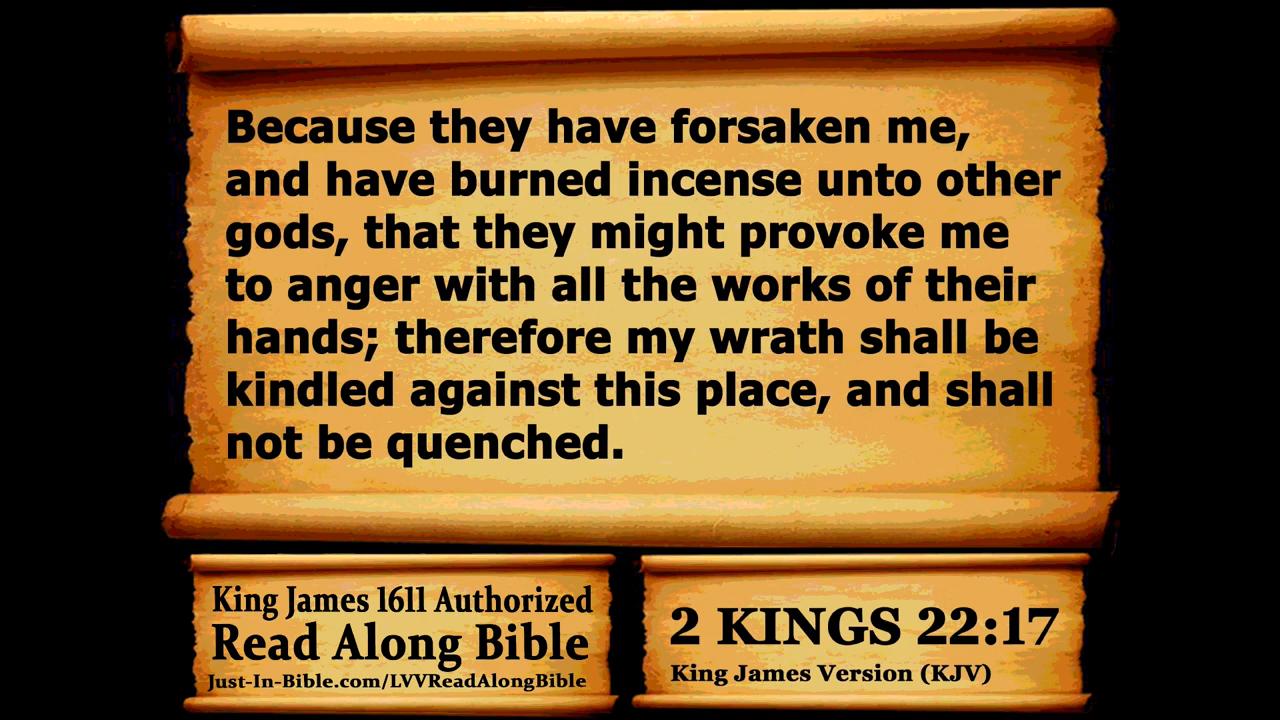 Because they have forsaken me,
and have burned incense unto other
gods, that they might provoke me
to anger with all the works of their
hands; therefore my wrath shall be
kindled against this place, and shall
not be quenched.
King James 1611 Authorized
Read Along Bible
Just-In-Bible.com/LVVReadAlongBible
2 KINGS 22:17
King James Version (KJV)